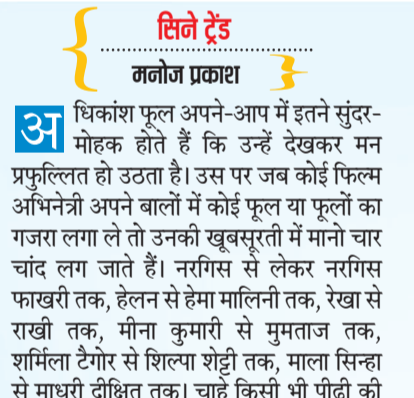 सिने ट्रेंड
मनोज प्रकाश
अधिकांश फूल अपने-आप में इतने सुंदर-
मोहक होते हैं कि उन्हें देखकर मन
प्रफुल्लित हो उठता है। उस पर जब कोई फिल्म
अभिनेत्री अपने बालों में कोई फूल या फूलों का
गजरा लगा ले तो उनकी खूबसूरती में मानो चार
चांद लग जाते हैं। नरगिस से लेकर नरगिस
फाखरी तक, हेलन से हेमा मालिनी तक, रेखा से
राखी तक, मीना कुमारी से मुमताज तक,
शर्मिला टैगोर से शिल्पा शेट्टी तक, माला सिन्हा
से माधुरी दीक्षित तक। चाहे किसी भी पीढ़ी की